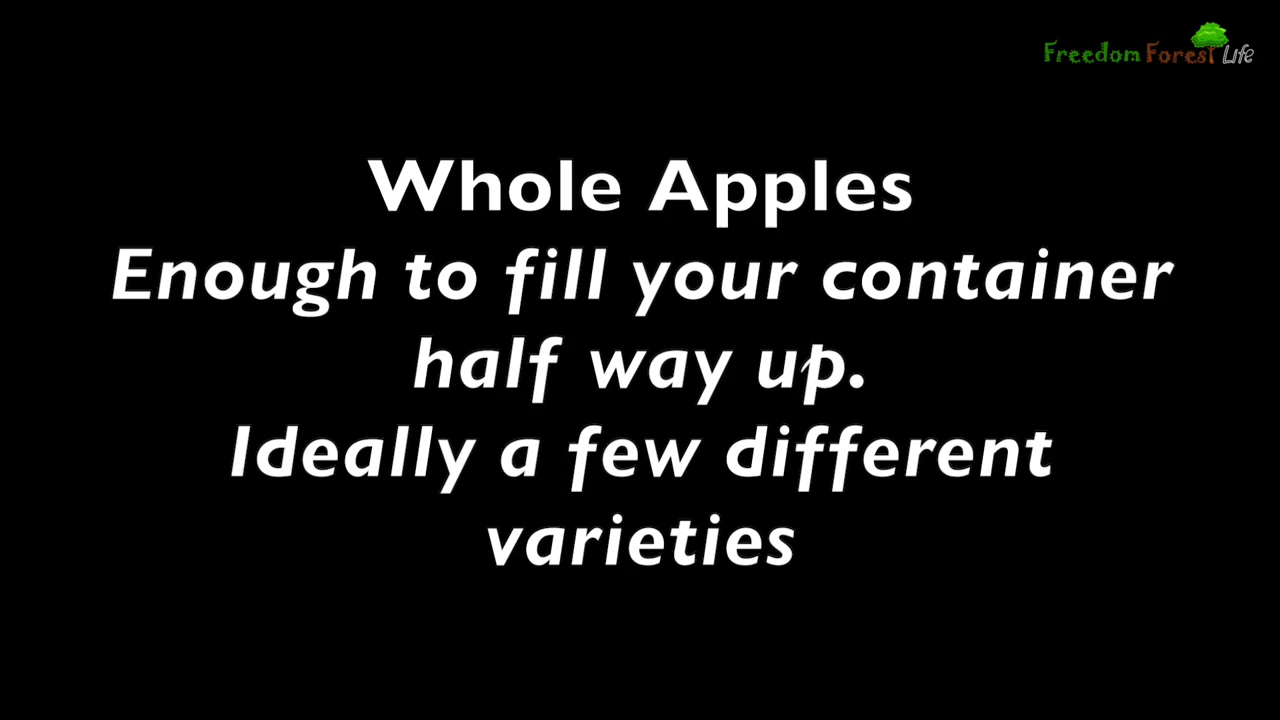 Freedom Forest Life
Whole Apples
Enough to fill your container
half way up.
Ideally a few different
varieties